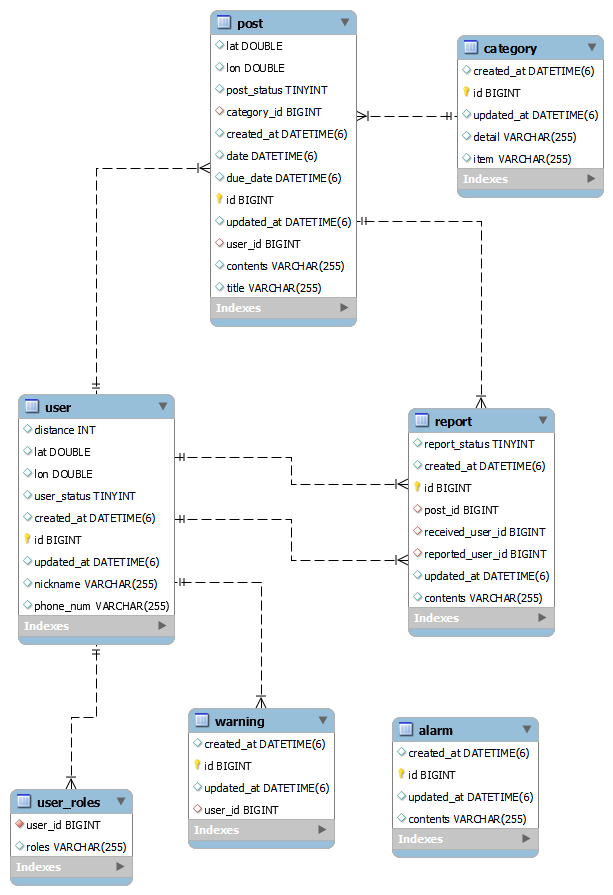 post
lat DOUBLE
lon DOUBLE
post_status TINYINT
category_id BIGINT
created_at DATETIME(6)
date DATETIME(6)
due_date DATETIME(6)
id BIGINT
updated_at DATETIME(6)
user_id BIGINT
contents VARCHAR(255)
title VARCHAR(255)
Indexes
category
created_at DATETIME(6)
id BIGINT
updated_at DATETIME(6)
detail VARCHAR(255)
item VARCHAR(255)
Indexes
user
distance INT
lat DOUBLE
lon DOUBLE
user_status TINYINT
created_at DATETIME(6)
id BIGINT
updated_at DATETIME(6)
nickname VARCHAR(255)
phone_num VARCHAR(255)
Indexes
report
report_status TINYINT
created_at DATETIME(6)
id BIGINT
post_id BIGINT
received_user_id BIGINT
reported_user_id BIGINT
updated_at DATETIME(6)
contents VARCHAR(255)
Indexes
warning
created_at DATETIME(6)
id BIGINT
updated_at DATETIME(6)
user_id BIGINT
Indexes
alarm
created_at DATETIME(6)
id BIGINT
updated_at DATETIME(6)
contents VARCHAR(255)
Indexes
user_roles
user_id BIGINT
roles VARCHAR(255)
Indexes